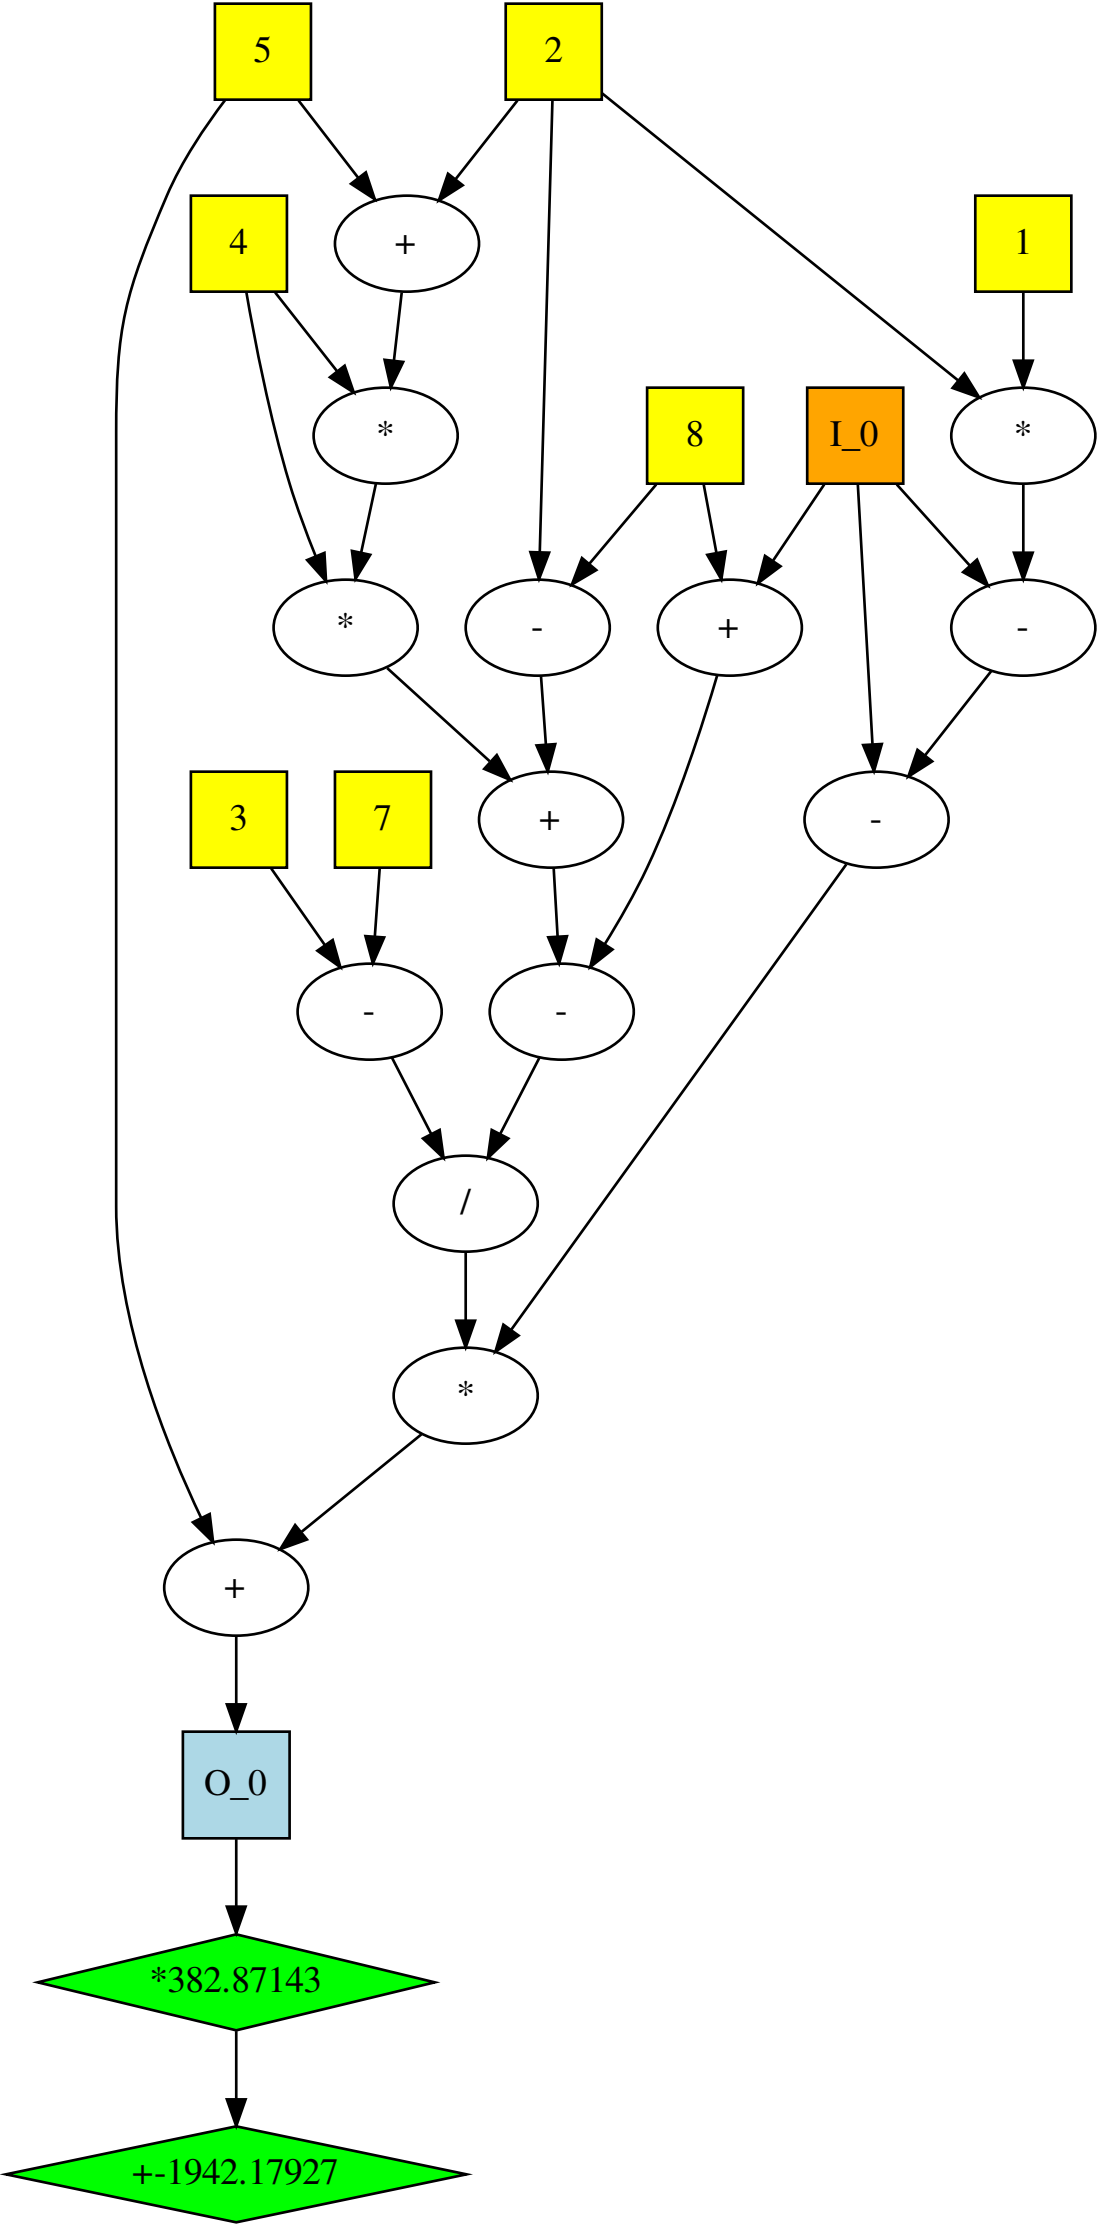 5 2
4 + 1
* 8 I_0 *
* - + -
3 7 + -
- -
/
*
+
O_0
*382.87143
+-1942.17927